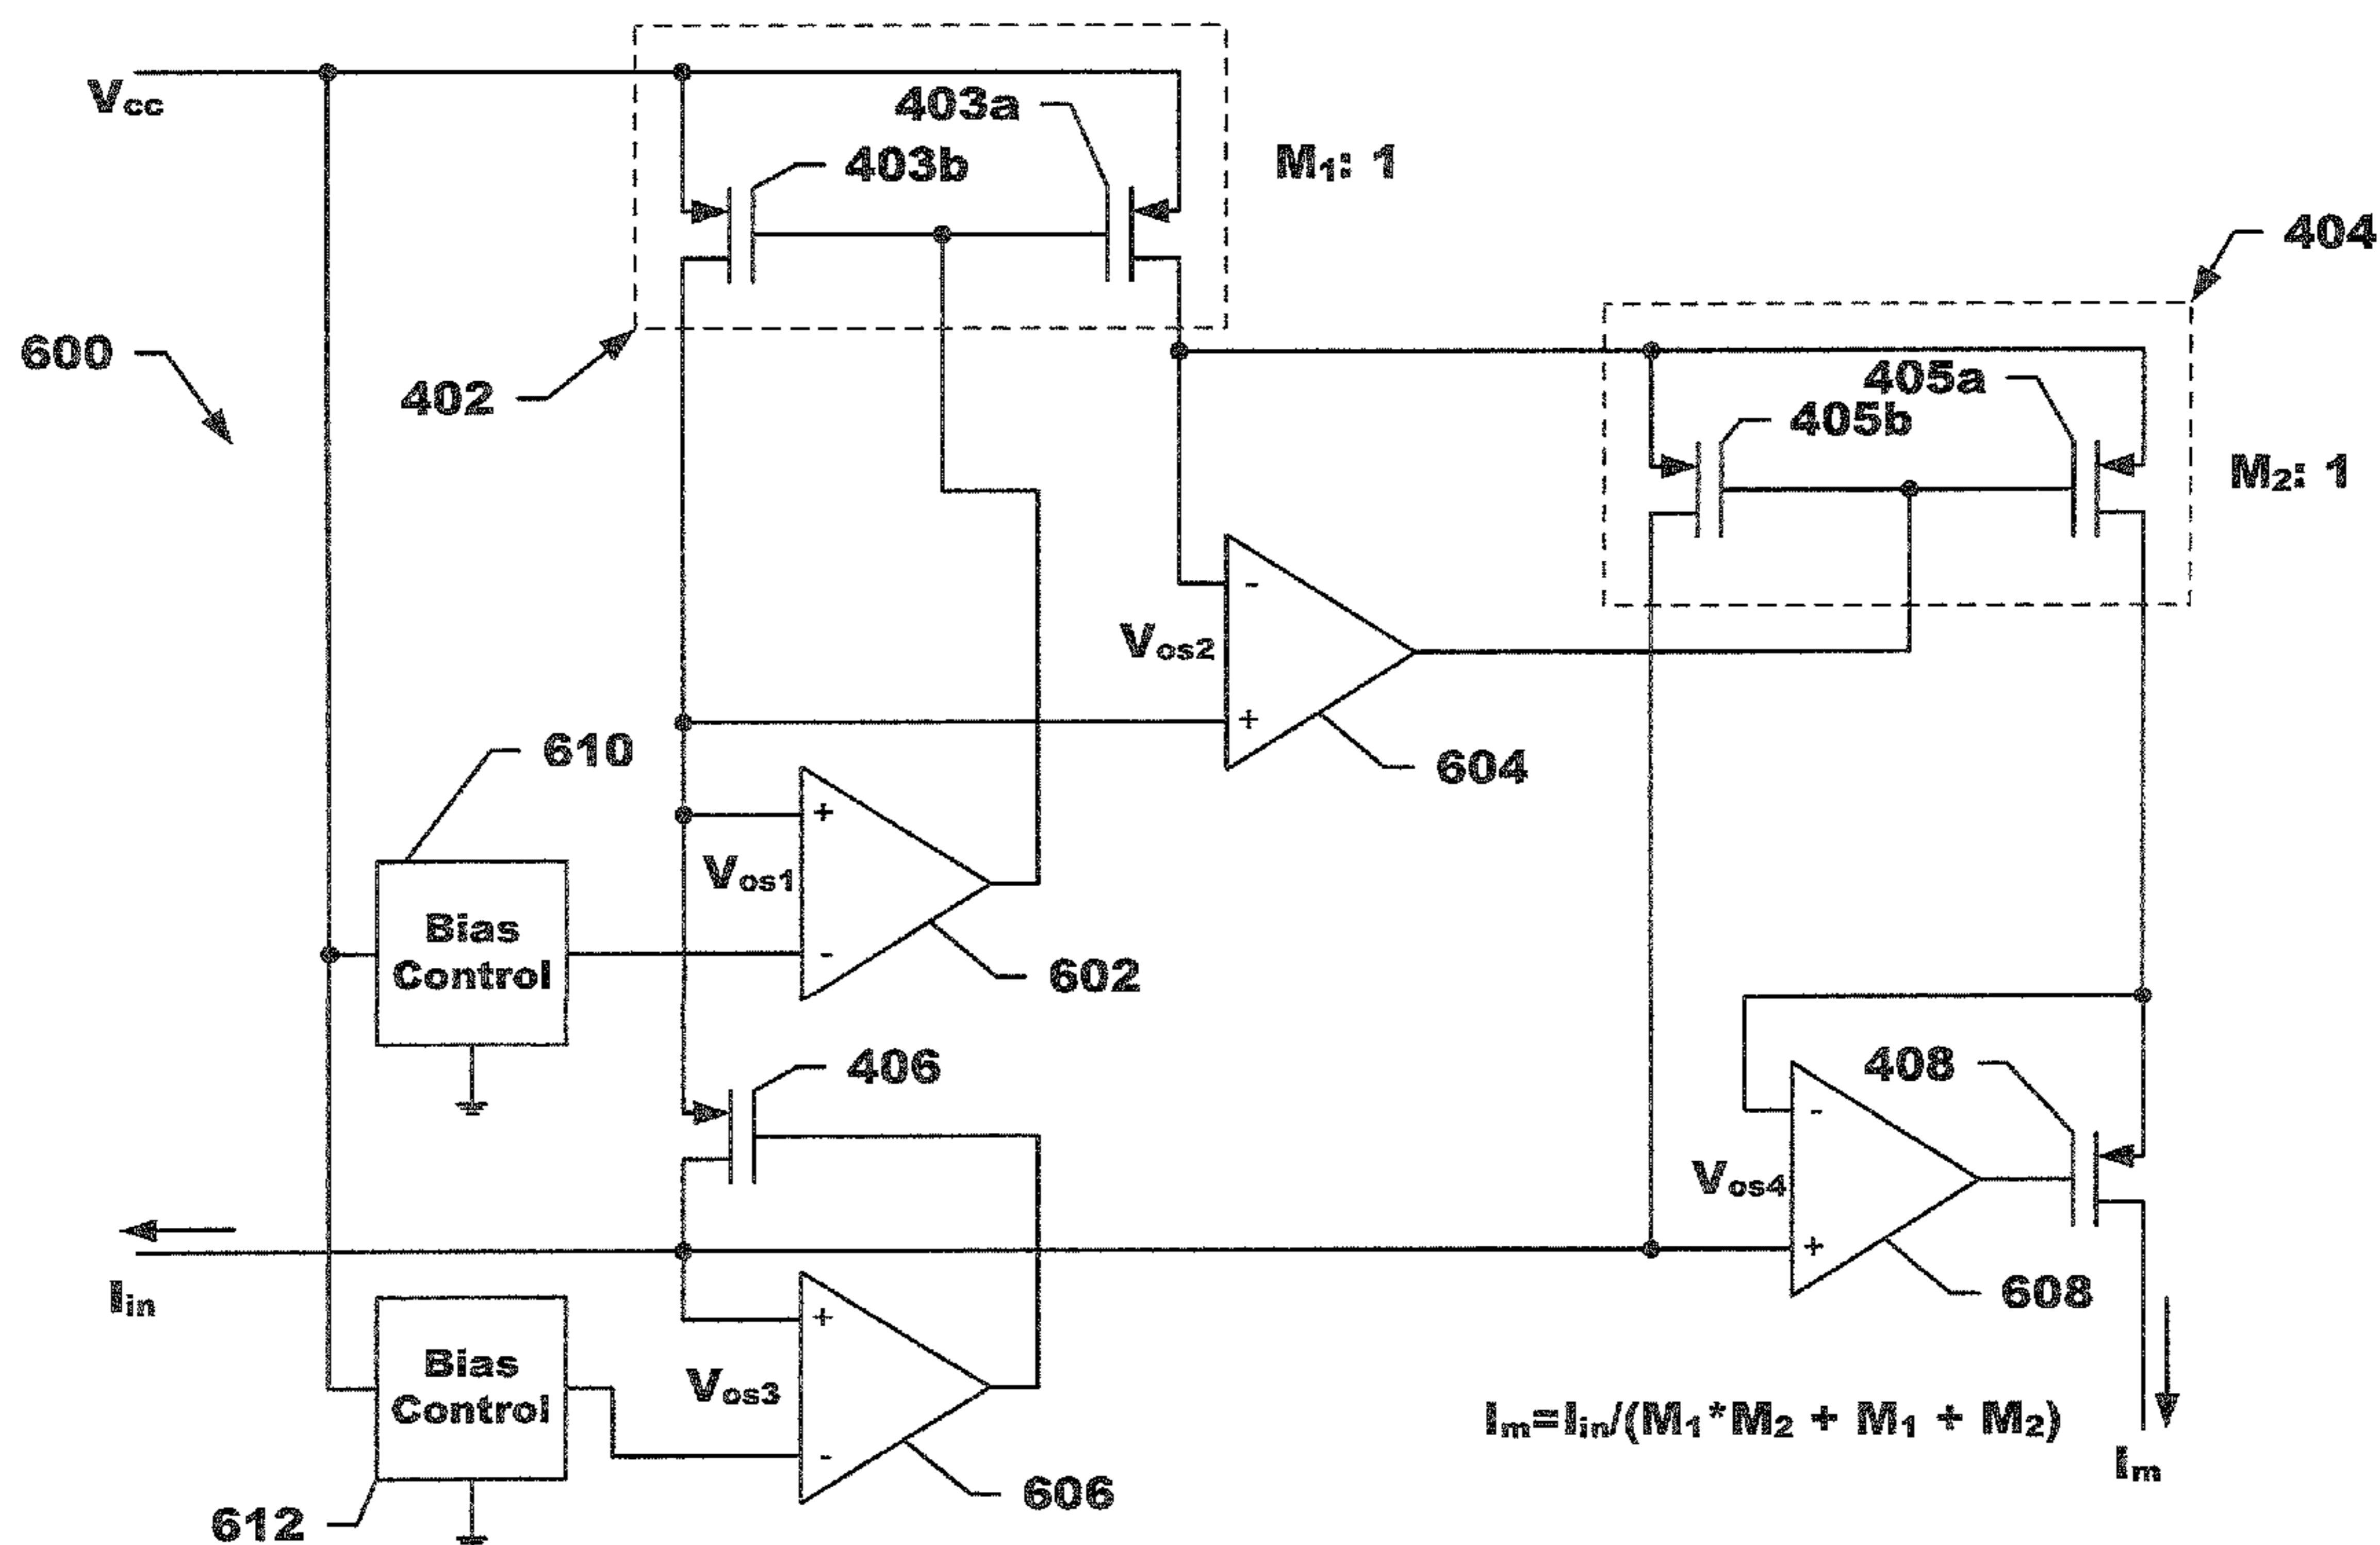 Vcc
403a
403b
M1: 1
404
600
402
405a
405b
M2: 1
-
Vos2
+
604
610
+
Vos1
Bias
Control
-
602
406
408
-
Vos4
+
608
Iin
+
Bias
Control
Vos3
-
606
612
Im=Iin/(M1*M2 + M1 + M2)
Im